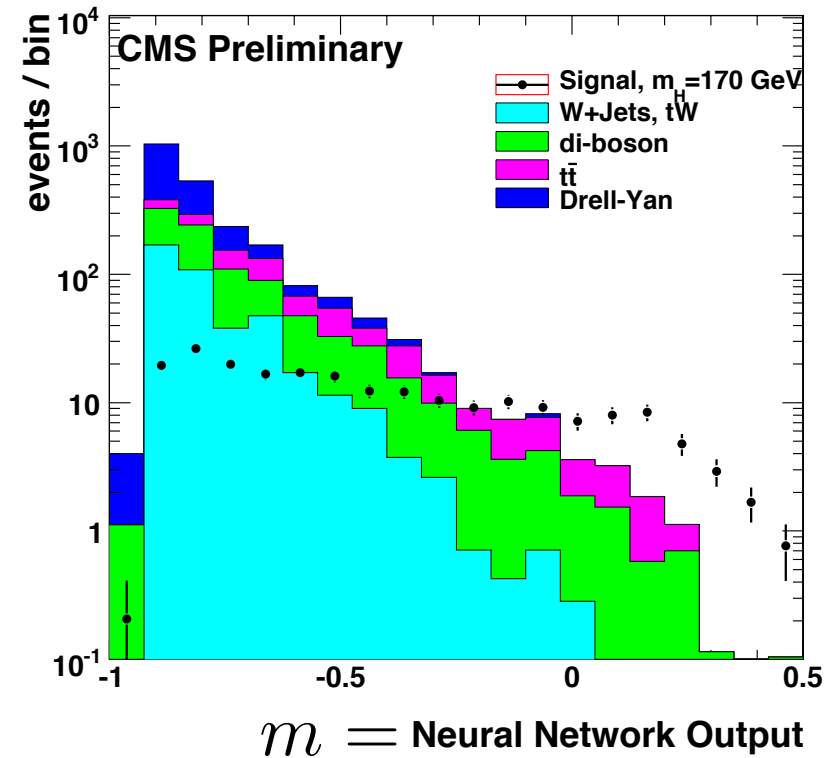 10⁴
CMS Preliminary
events / bin
Signal, m_H=170 GeV
W+Jets, tW
di-boson
tt̄
Drell-Yan
10³
10²
10
1
10⁻¹
-1 -0.5 0 0.5
m = Neural Network Output